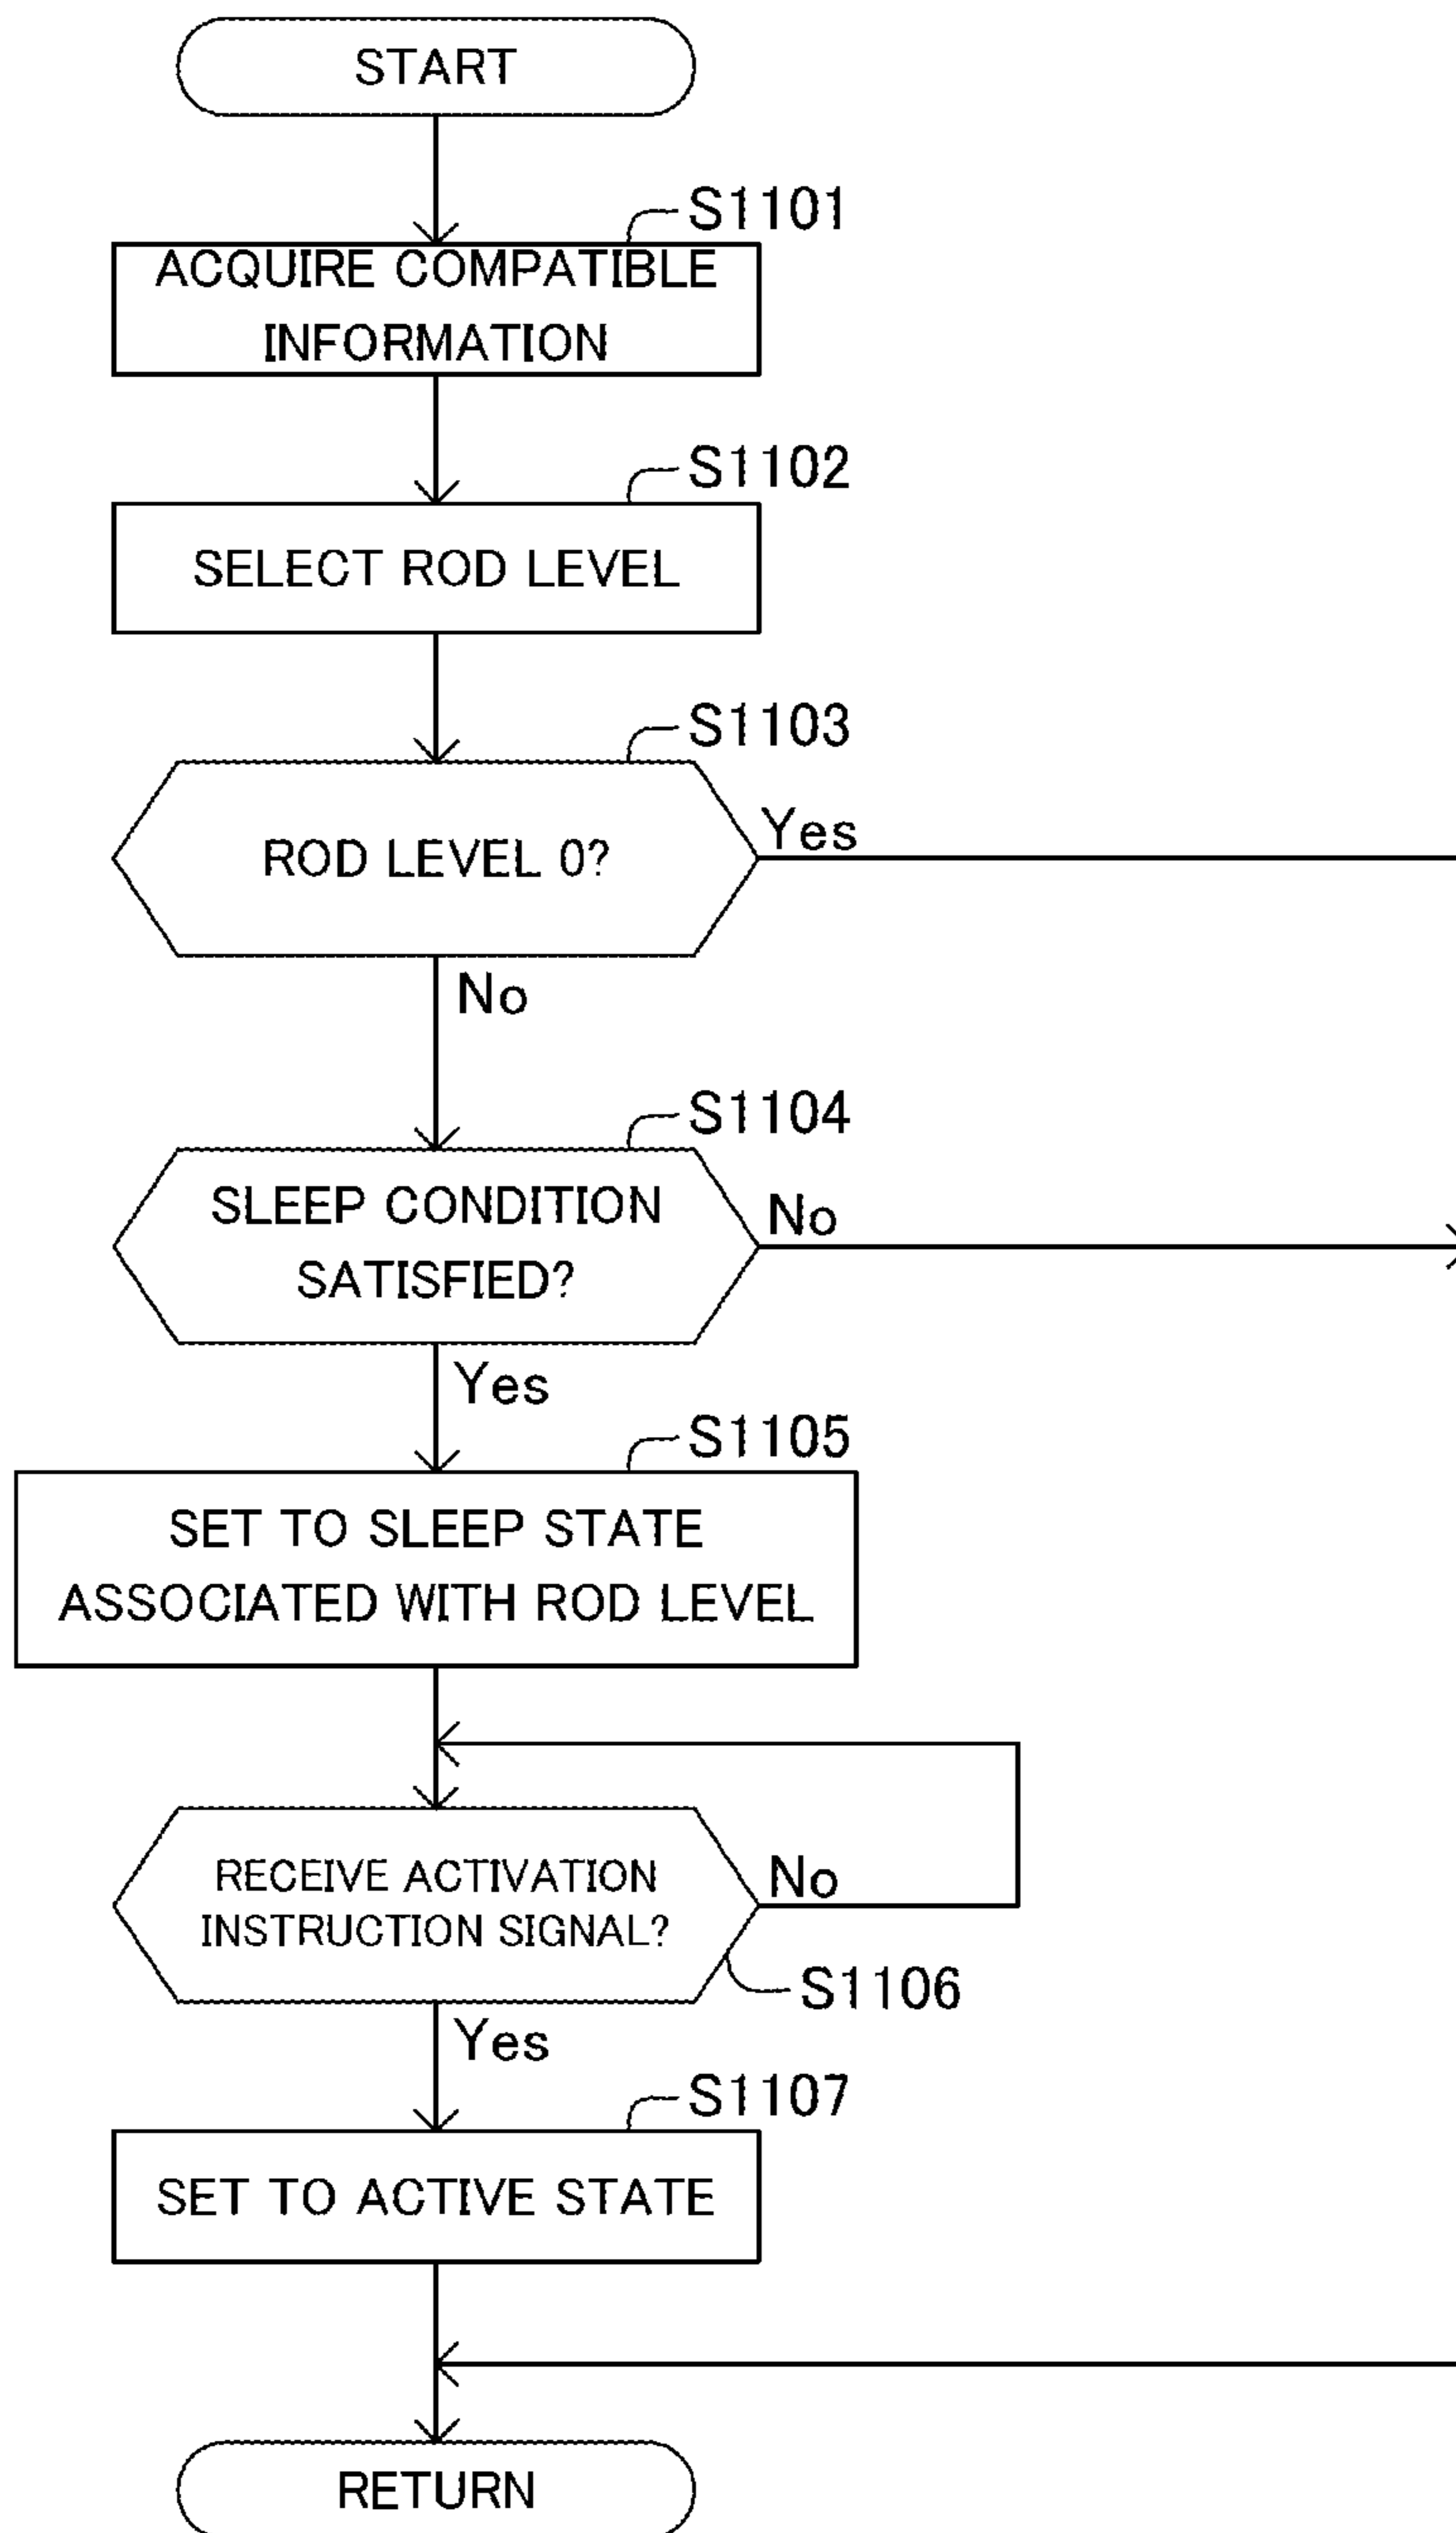 START
S1101
ACQUIRE COMPATIBLE
INFORMATION
S1102
SELECT ROD LEVEL
S1103
ROD LEVEL 0?
Yes
No
S1104
SLEEP CONDITION
SATISFIED?
No
Yes
S1105
SET TO SLEEP STATE
ASSOCIATED WITH ROD LEVEL
RECEIVE ACTIVATION
INSTRUCTION SIGNAL?
No
S1106
Yes
S1107
SET TO ACTIVE STATE
RETURN